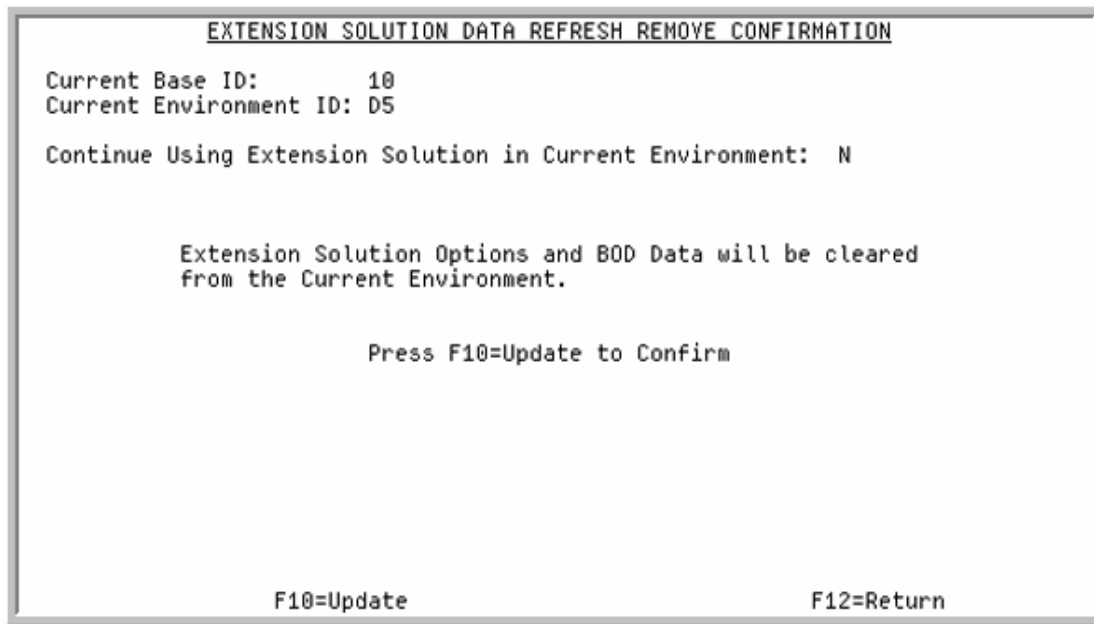 EXTENSION SOLUTION DATA REFRESH REMOVE CONFIRMATION
Current Base ID: 10
Current Environment ID: D5
Continue Using Extension Solution in Current Environment: N
Extension Solution Options and BOD Data will be cleared
from the Current Environment.
Press F10=Update to Confirm
F10=Update F12=Return